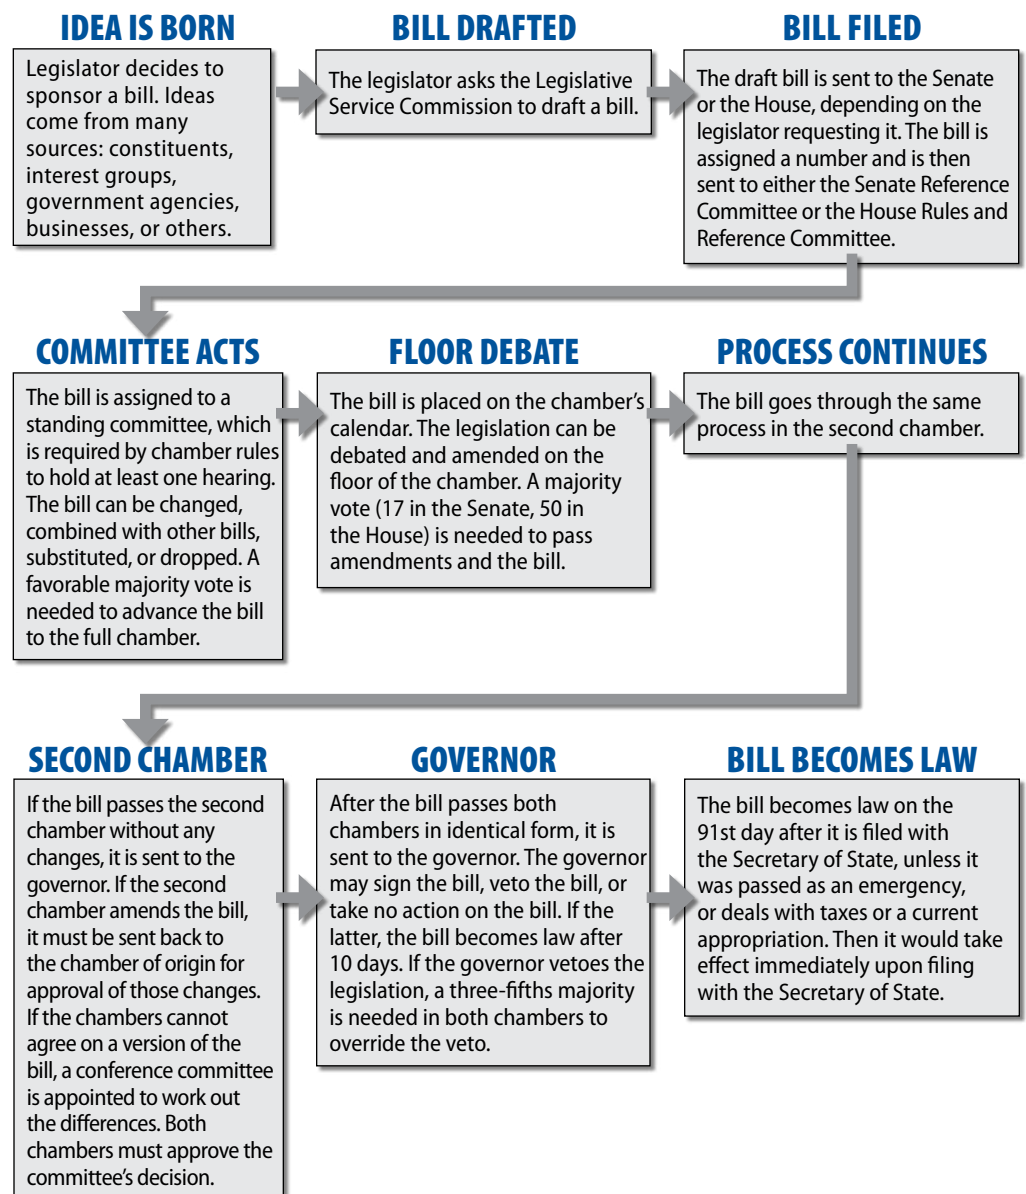 IDEA IS BORN
Legislator decides to
sponsor a bill. Ideas
come from many
sources: constituents,
interest groups,
government agencies,
businesses, or others.
BILL DRAFTED
The legislator asks the Legislative
Service Commission to draft a bill.
BILL FILED
The draft bill is sent to the Senate
or the House, depending on the
legislator requesting it. The bill is
assigned a number and is then
sent to either the Senate Reference
Committee or the House Rules and
Reference Committee.
COMMITTEE ACTS
The bill is assigned to a
standing committee, which
is required by chamber rules
to hold at least one hearing.
The bill can be changed,
combined with other bills,
substituted, or dropped. A
favorable majority vote is
needed to advance the bill
to the full chamber.
FLOOR DEBATE
The bill is placed on the chamber's
calendar. The legislation can be
debated and amended on the
floor of the chamber. A majority
vote (17 in the Senate, 50 in
the House) is needed to pass
amendments and the bill.
PROCESS CONTINUES
The bill goes through the same
process in the second chamber.
SECOND CHAMBER
If the bill passes the second
chamber without any
changes, it is sent to the
governor. If the second
chamber amends the bill,
it must be sent back to
the chamber of origin for
approval of those changes.
If the chambers cannot
agree on a version of the
bill, a conference committee
is appointed to work out
the differences. Both
chambers must approve the
committee's decision.
GOVERNOR
After the bill passes both
chambers in identical form, it is
sent to the governor. The governor
may sign the bill, veto the bill, or
take no action on the bill. If the
latter, the bill becomes law after
10 days. If the governor vetoes the
legislation, a three-fifths majority
is needed in both chambers to
override the veto.
BILL BECOMES LAW
The bill becomes law on the
91st day after it is filed with
the Secretary of State, unless it
was passed as an emergency,
or deals with taxes or a current
appropriation. Then it would take
effect immediately upon filing
with the Secretary of State.